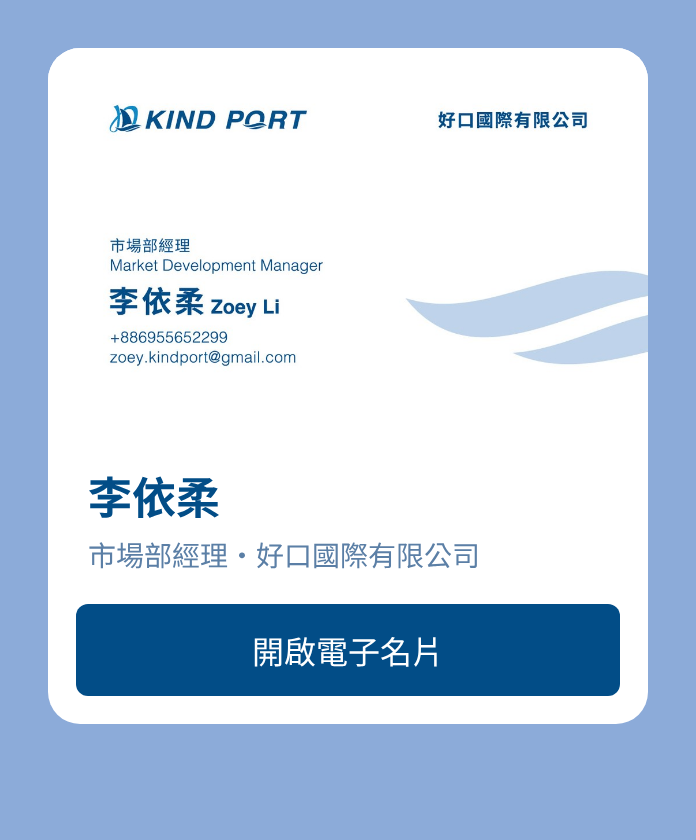 KIND PORT
好口國際有限公司
市場部經理
Market Development Manager
李依柔 Zoey Li
+886955652299
zoey.kindport@gmail.com
李依柔
市場部經理・好口國際有限公司
開啟電子名片